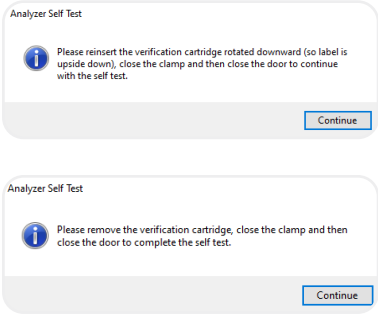 Analyzer Self Test
Please reinsert the verification cartridge rotated downward (so label is
upside down), close the clamp and then close the door to continue
with the self test.
Continue
Analyzer Self Test
Please remove the verification cartridge, close the clamp and then
close the door to complete the self test.
Continue